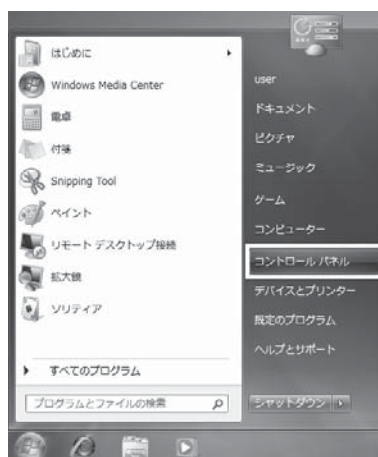 はじめに
Windows Media Center
電卓
付箋
Snipping Tool
ペイント
リモート デスクトップ接続
拡大鏡
ソリティア
すべてのプログラム
プログラムとファイルの検索
user
ドキュメント
ピクチャ
ミュージック
ゲーム
コンピューター
コントロール パネル
デバイスとプリンター
既定のプログラム
ヘルプとサポート
シャットダウン